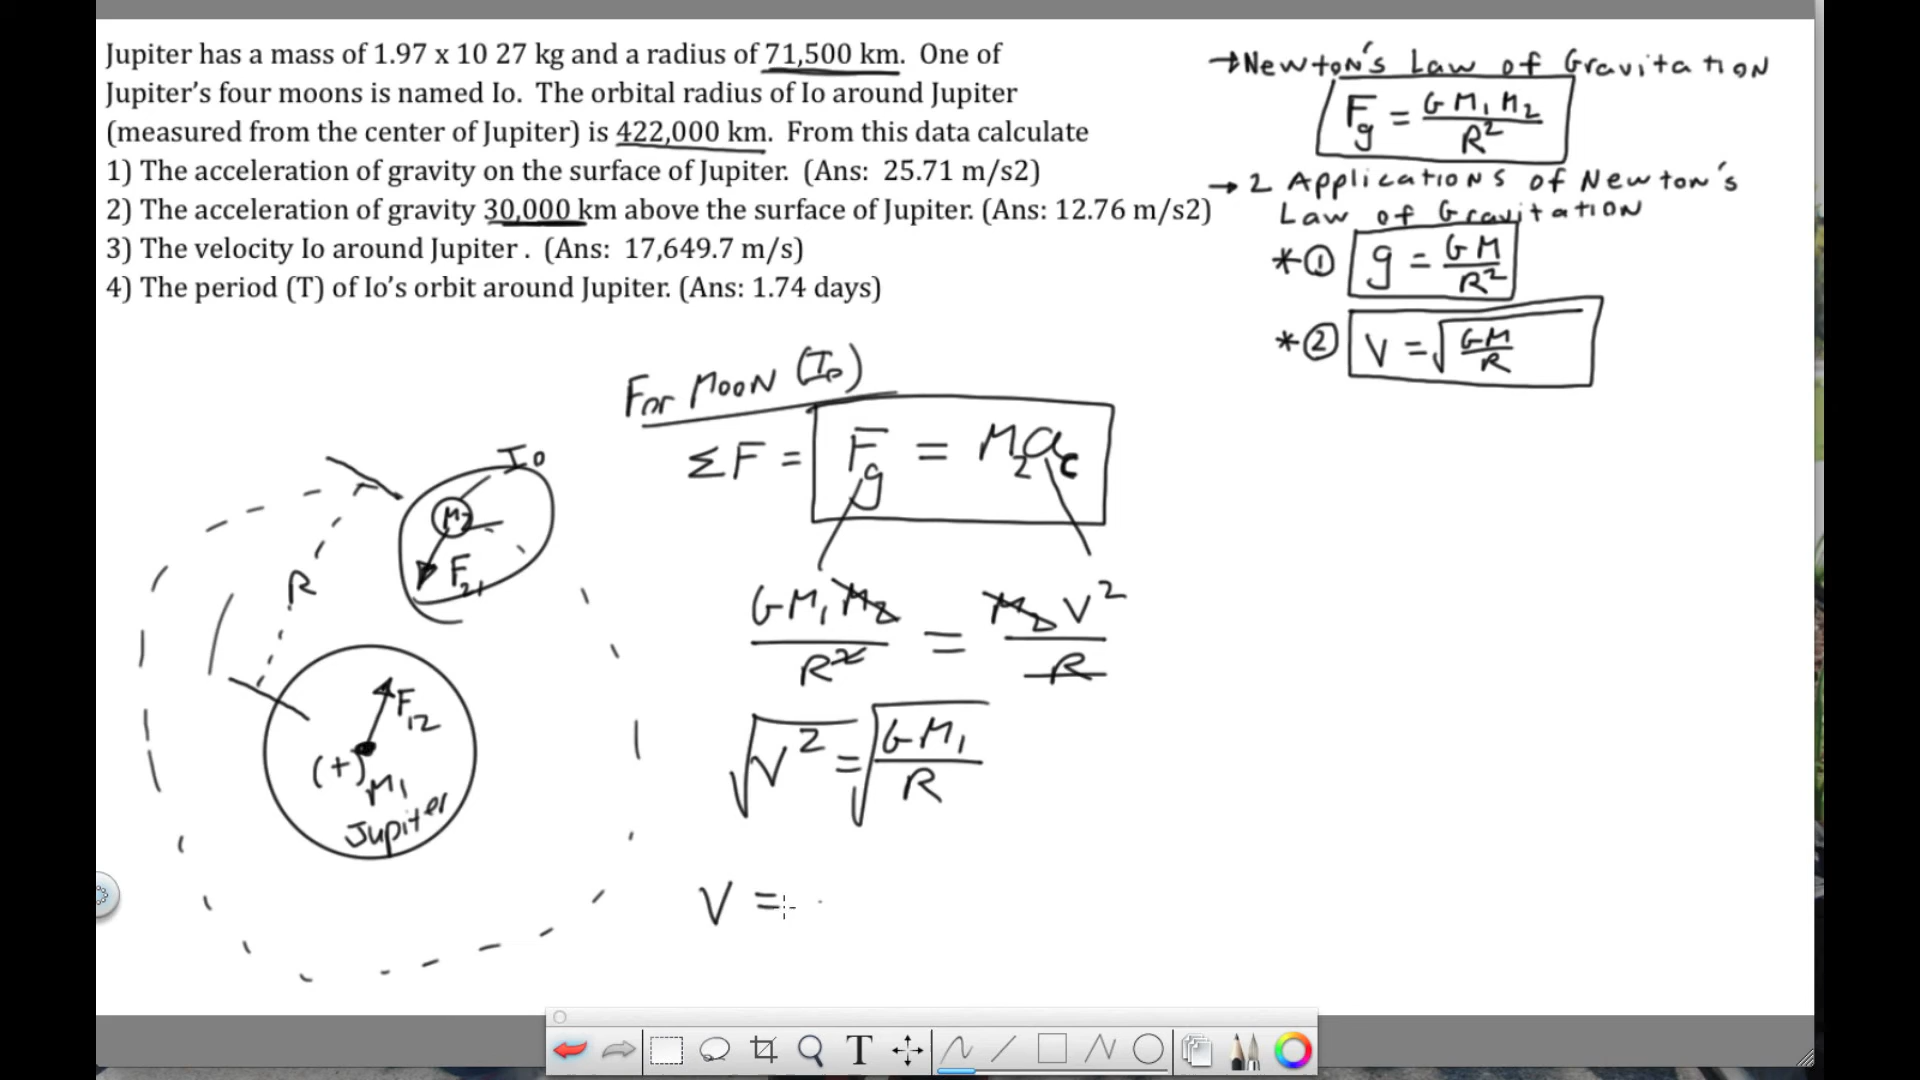 Jupiter has a mass of 1.97 x 10 27 kg and a radius of 71,500 km. One of
Jupiter's four moons is named Io. The orbital radius of Io around Jupiter
(measured from the center of Jupiter) is 422,000 km. From this data calculate
1) The acceleration of gravity on the surface of Jupiter. (Ans: 25.71 m/s2)
2) The acceleration of gravity 30,000 km above the surface of Jupiter. (Ans: 12.76 m/s2)
3) The velocity Io around Jupiter . (Ans: 17,649.7 m/s)
4) The period (T) of Io's orbit around Jupiter. (Ans: 1.74 days)
→ Newton's Law of Gravitation
Fg = GM₁M₂/R²
→ 2 Applications of Newton's
Law of Gravitation
*① g = GM/R²
*② V = √(GM/R)
For Moon (Io)
ΣF = Fg = M₂ac
GM₁M₂/R² = M₂V²/R
√V² = √(GM₁/R)
V =
Io
M₂
F₂₁
R
F₁₂
(+)
M₁
Jupiter
T